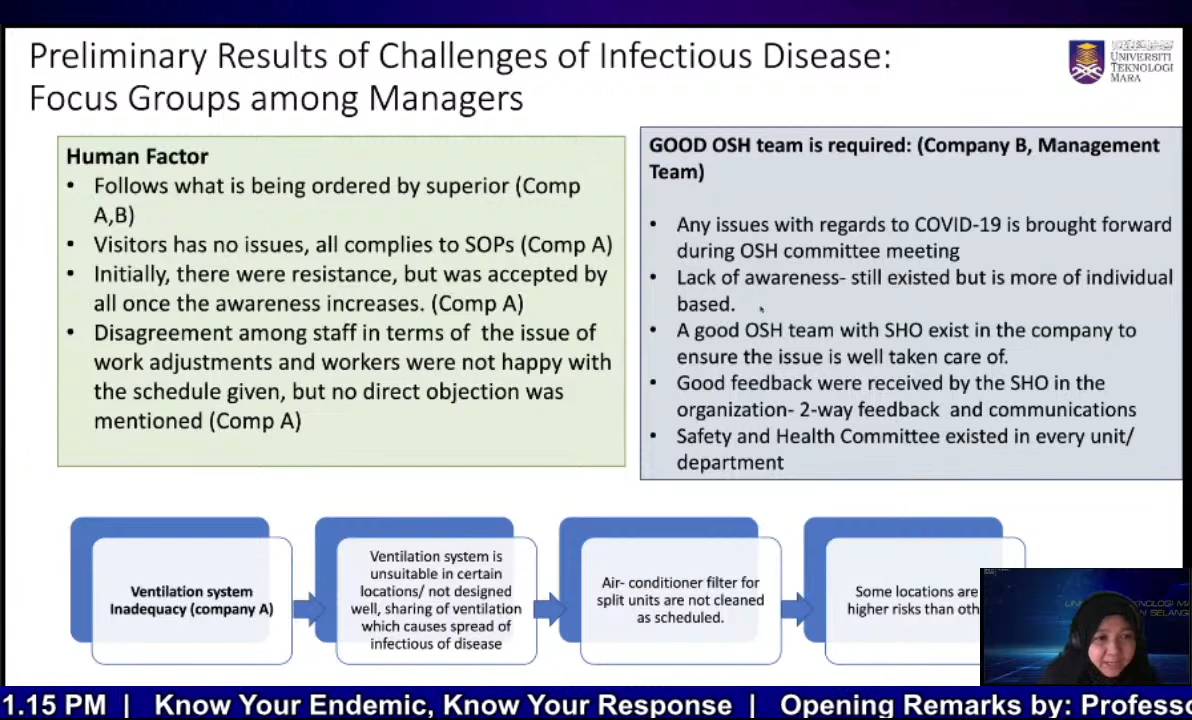 Preliminary Results of Challenges of Infectious Disease:
Focus Groups among Managers
UNIVERSITI
TEKNOLOGI
MARA
Human Factor
• Follows what is being ordered by superior (Comp
A,B)
• Visitors has no issues, all complies to SOPs (Comp A)
• Initially, there were resistance, but was accepted by
all once the awareness increases. (Comp A)
• Disagreement among staff in terms of the issue of
work adjustments and workers were not happy with
the schedule given, but no direct objection was
mentioned (Comp A)
GOOD OSH team is required: (Company B, Management
Team)
• Any issues with regards to COVID-19 is brought forward
during OSH committee meeting
• Lack of awareness- still existed but is more of individual
based.
• A good OSH team with SHO exist in the company to
ensure the issue is well taken care of.
• Good feedback were received by the SHO in the
organization- 2-way feedback and communications
• Safety and Health Committee existed in every unit/
department
Ventilation system
Inadequacy (company A)
Ventilation system is
unsuitable in certain
locations/ not designed
well, sharing of ventilation
which causes spread of
infectious of disease
Air- conditioner filter for
split units are not cleaned
as scheduled.
Some locations are
higher risks than oth
1.15 PM | Know Your Endemic, Know Your Response | Opening Remarks by: Professo